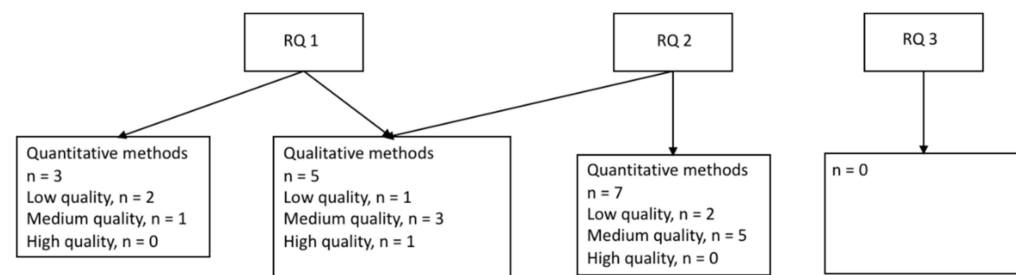 RQ 1
RQ 2
RQ 3
Quantitative methods
n = 3
Low quality, n = 2
Medium quality, n = 1
High quality, n = 0
Qualitative methods
n = 5
Low quality, n = 1
Medium quality, n = 3
High quality, n = 1
Quantitative methods
n = 7
Low quality, n = 2
Medium quality, n = 5
High quality, n = 0
n = 0